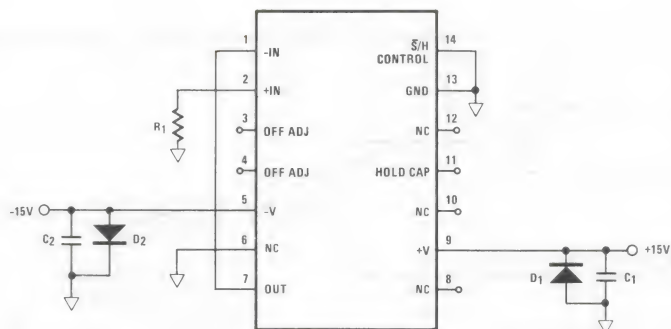 1 -IN
2 +IN
3 OFF ADJ
4 OFF ADJ
5 -V
6 NC
7 OUT
S̅/H CONTROL 14
GND 13
NC 12
HOLD CAP 11
NC 10
+V 9
NC 8
R1
-15V
C2
D2
D1
C1
+15V